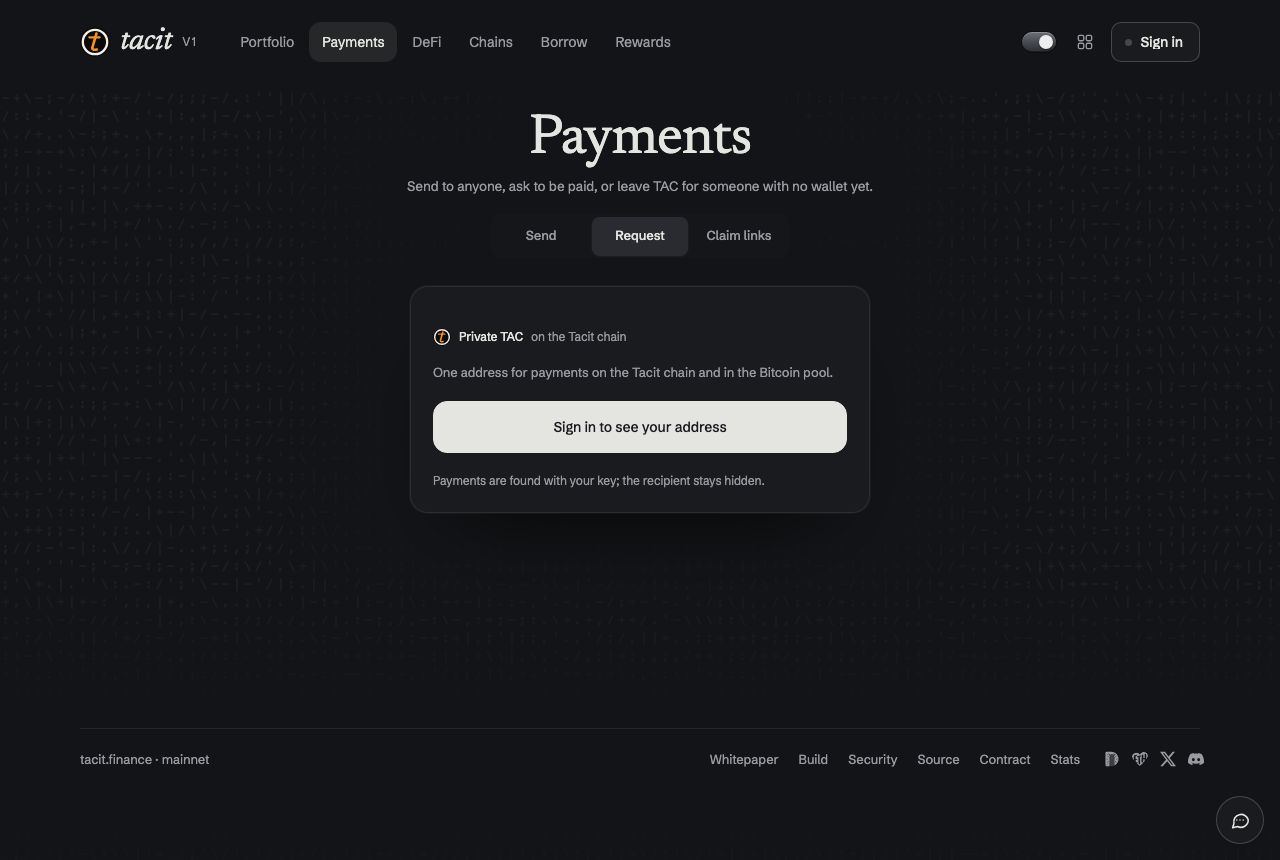 tacit V1
Portfolio Payments DeFi Chains Borrow Rewards
Sign in
Payments
Send to anyone, ask to be paid, or leave TAC for someone with no wallet yet.
Send Request Claim links
Private TAC on the Tacit chain
One address for payments on the Tacit chain and in the Bitcoin pool.
Sign in to see your address
Payments are found with your key; the recipient stays hidden.
tacit.finance · mainnet
Whitepaper Build Security Source Contract Stats